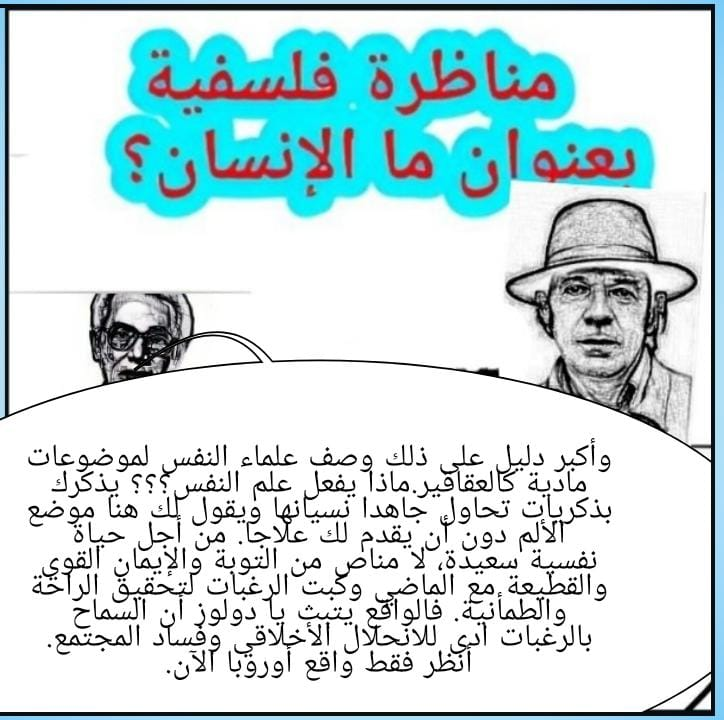 مناظرة فلسفية
بعنوان ما الإنسان؟
وأكبر دليل على ذلك وصف علماء النفس لموضوعات
مادية كالعقاقير.ماذا يفعل علم النفس؟؟؟ يذكرك
بذكريات تحاول جاهدا نسيانها ويقول لك هنا موضع
الألم دون أن يقدم لك علاجا. من أجل حياة
نفسية سعيدة، لا مناص من التوبة والإيمان القوي
والقطيعة مع الماضي وكبت الرغبات لتحقيق الراحة
والطمأنية. فالواقع يتبث يا دولوز أن السماح
بالرغبات ادى للانحلال الأخلاقي وفساد المجتمع.
أنظر فقط واقع أوروبا الآن.